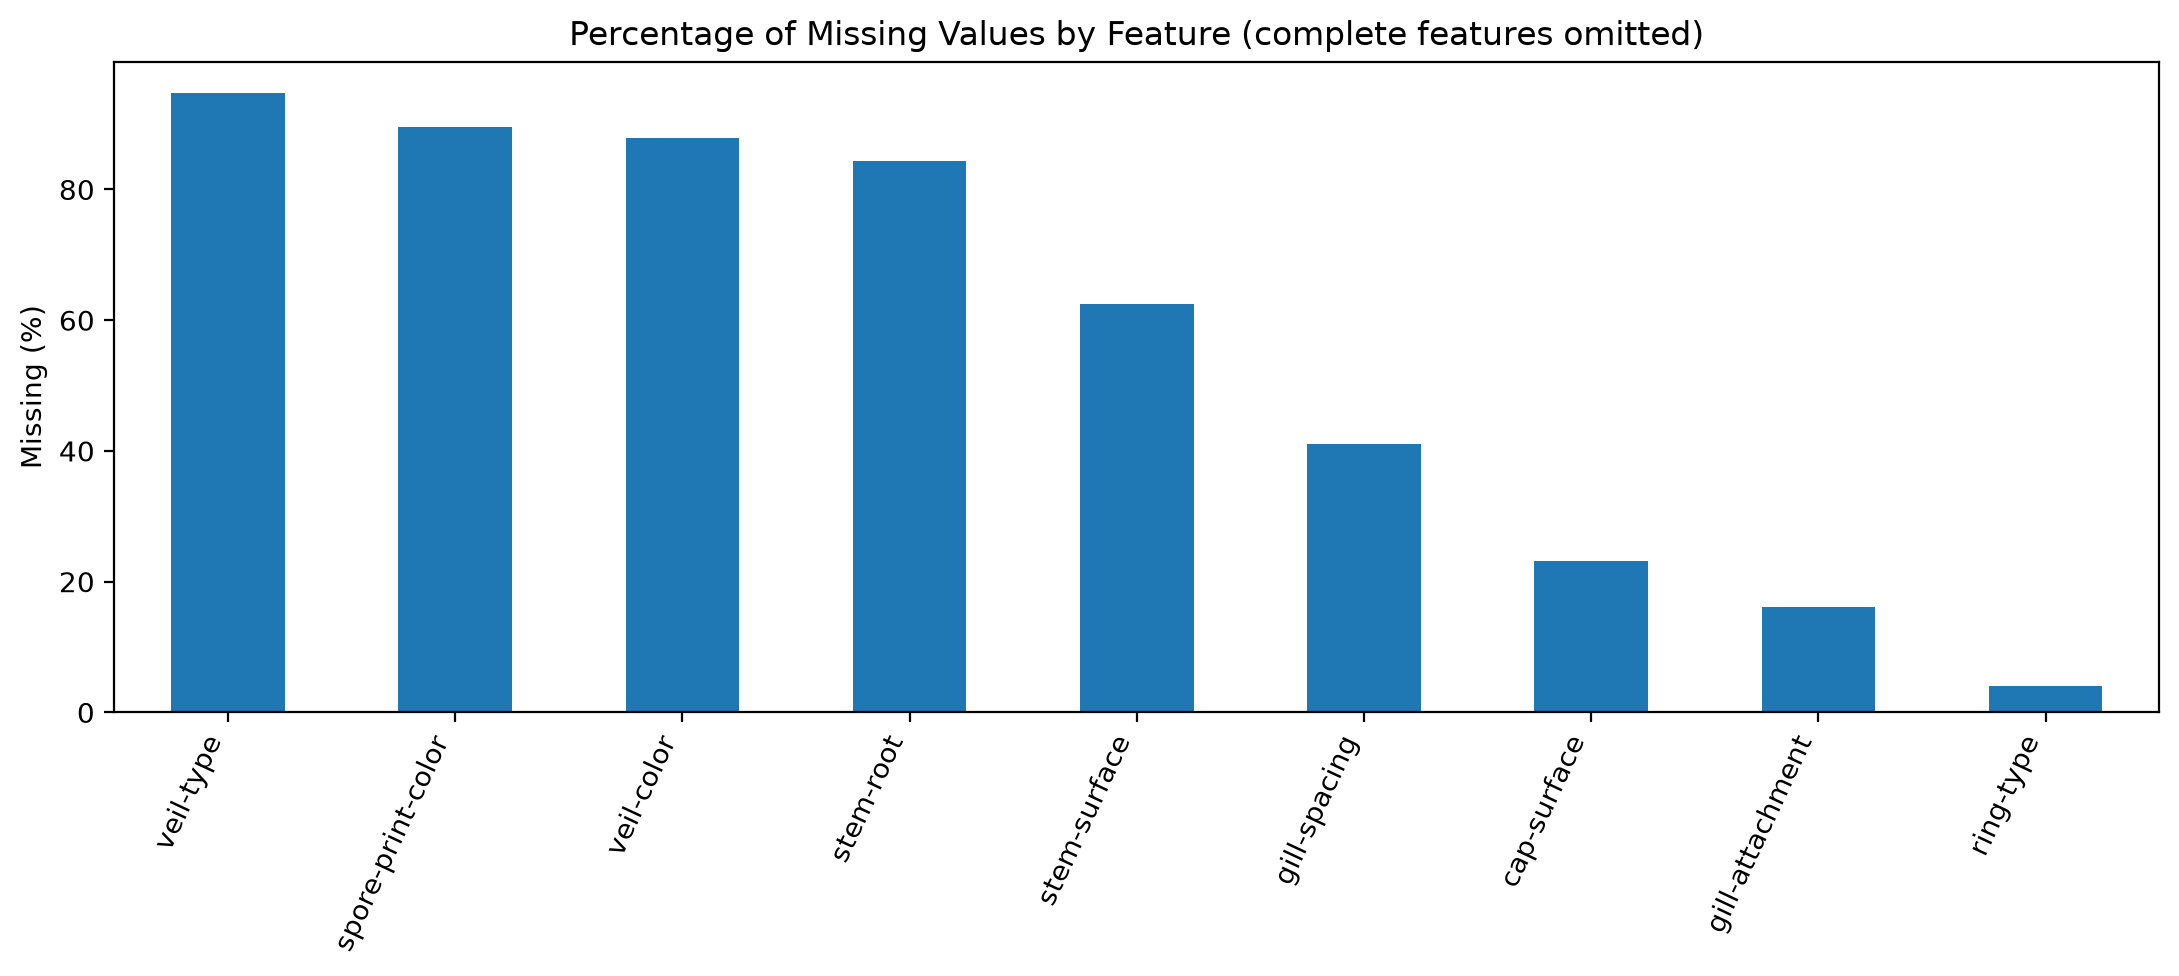 Percentage of Missing Values by Feature (complete features omitted)
Missing (%)
80
60
40
20
0
veil-type
spore-print-color
veil-color
stem-root
stem-surface
gill-spacing
cap-surface
gill-attachment
ring-type